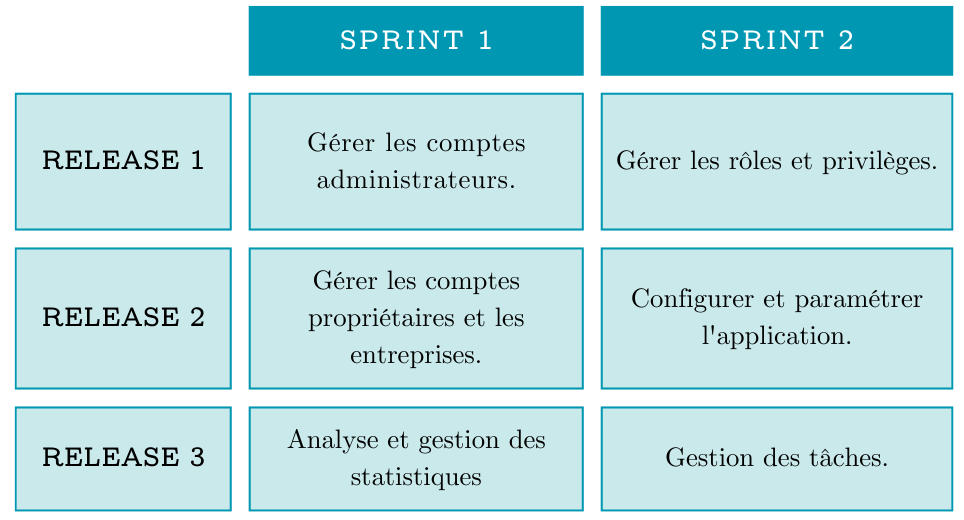 SPRINT 1
SPRINT 2
RELEASE 1
Gérer les comptes
administrateurs.
Gérer les rôles et privilèges.
RELEASE 2
Gérer les comptes
propriétaires et les
entreprises.
Configurer et paramétrer
l'application.
RELEASE 3
Analyse et gestion des
statistiques
Gestion des tâches.